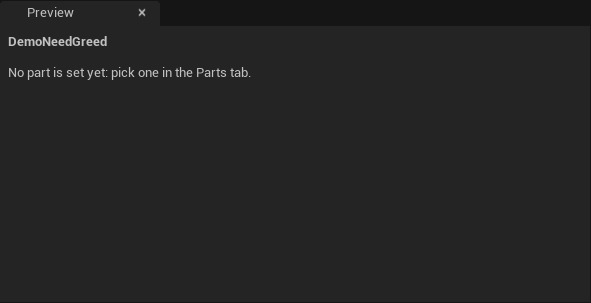 Preview ×
DemoNeedGreed
No part is set yet: pick one in the Parts tab.